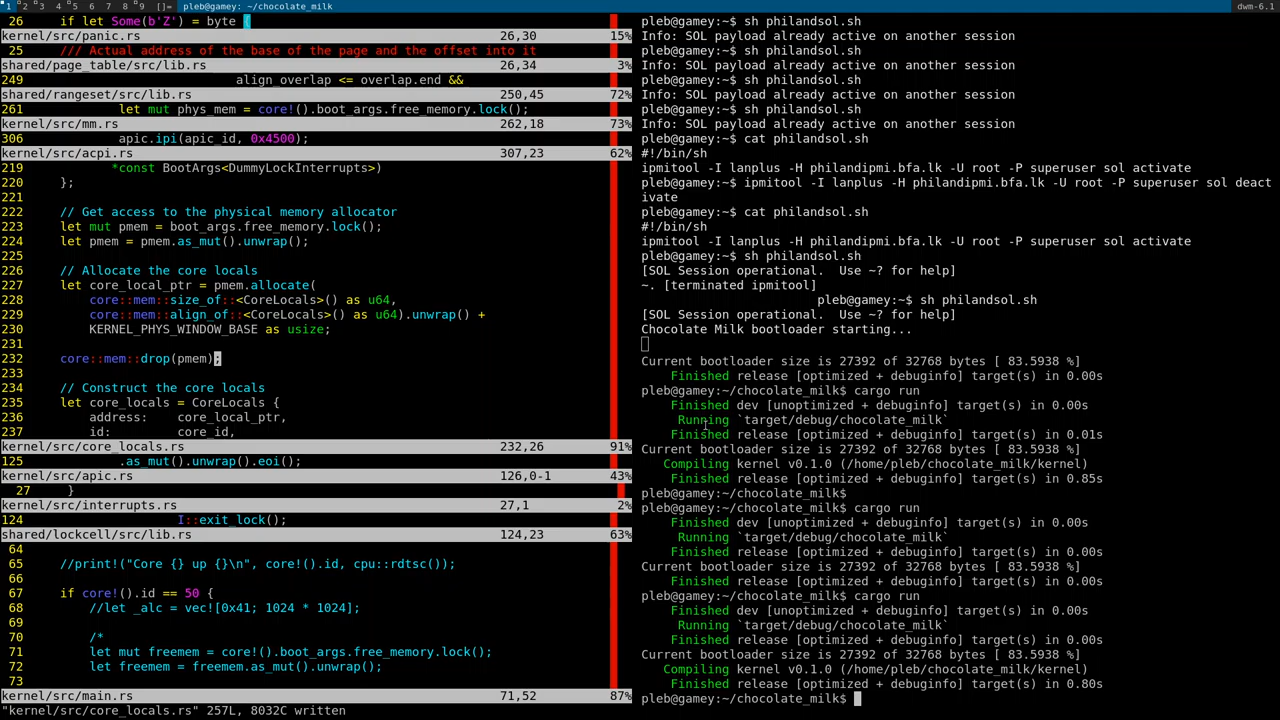 1 2 3 4 5 6 7 8 9 []= pleb@gamey: ~/chocolate_milk dwm-6.1
26 if let Some(b'Z') = byte {
kernel/src/panic.rs 26,30 15%
25 /// Actual address of the base of the page and the offset into it
shared/page_table/src/lib.rs 26,34 3%
249 align_overlap <= overlap.end &&
shared/rangeset/src/lib.rs 250,45 72%
261 let mut phys_mem = core!().boot_args.free_memory.lock();
kernel/src/mm.rs 262,18 73%
306 apic.ipi(apic_id, 0x4500);
kernel/src/acpi.rs 307,23 62%
219 *const BootArgs<DummyLockInterrupts>)
220 };
221
222 // Get access to the physical memory allocator
223 let mut pmem = boot_args.free_memory.lock();
224 let pmem = pmem.as_mut().unwrap();
225
226 // Allocate the core locals
227 let core_local_ptr = pmem.allocate(
228 core::mem::size_of::<CoreLocals>() as u64,
229 core::mem::align_of::<CoreLocals>() as u64).unwrap() +
230 KERNEL_PHYS_WINDOW_BASE as usize;
231
232 core::mem::drop(pmem);
233
234 // Construct the core locals
235 let core_locals = CoreLocals {
236 address: core_local_ptr,
237 id: core_id,
kernel/src/core_locals.rs 232,26 91%
125 .as_mut().unwrap().eoi();
kernel/src/apic.rs 126,0-1 43%
27 }
kernel/src/interrupts.rs 27,1 2%
124 I::exit_lock();
shared/lockcell/src/lib.rs 124,23 63%
64
65 //print!("Core {} up {}\n", core!().id, cpu::rdtsc());
66
67 if core!().id == 50 {
68 //let _alc = vec![0x41; 1024 * 1024];
69
70 /*
71 let mut freemem = core!().boot_args.free_memory.lock();
72 let freemem = freemem.as_mut().unwrap();
73
kernel/src/main.rs 71,52 87%
"kernel/src/core_locals.rs" 257L, 8032C written
pleb@gamey:~$ sh philandsol.sh
Info: SOL payload already active on another session
pleb@gamey:~$ sh philandsol.sh
Info: SOL payload already active on another session
pleb@gamey:~$ sh philandsol.sh
Info: SOL payload already active on another session
pleb@gamey:~$ sh philandsol.sh
Info: SOL payload already active on another session
pleb@gamey:~$ cat philandsol.sh
#!/bin/sh
ipmitool -I lanplus -H philandipmi.bfa.lk -U root -P superuser sol activate
pleb@gamey:~$ ipmitool -I lanplus -H philandipmi.bfa.lk -U root -P superuser sol deact
ivate
pleb@gamey:~$ cat philandsol.sh
#!/bin/sh
ipmitool -I lanplus -H philandipmi.bfa.lk -U root -P superuser sol activate
pleb@gamey:~$ sh philandsol.sh
[SOL Session operational. Use ~? for help]
~. [terminated ipmitool]
pleb@gamey:~$ sh philandsol.sh
[SOL Session operational. Use ~? for help]
Chocolate Milk bootloader starting...
Current bootloader size is 27392 of 32768 bytes [ 83.5938 %]
Finished release [optimized + debuginfo] target(s) in 0.00s
pleb@gamey:~/chocolate_milk$ cargo run
Finished dev [unoptimized + debuginfo] target(s) in 0.00s
Running `target/debug/chocolate_milk`
Finished release [optimized + debuginfo] target(s) in 0.01s
Current bootloader size is 27392 of 32768 bytes [ 83.5938 %]
Compiling kernel v0.1.0 (/home/pleb/chocolate_milk/kernel)
Finished release [optimized + debuginfo] target(s) in 0.85s
pleb@gamey:~/chocolate_milk$
pleb@gamey:~/chocolate_milk$ cargo run
Finished dev [unoptimized + debuginfo] target(s) in 0.00s
Running `target/debug/chocolate_milk`
Finished release [optimized + debuginfo] target(s) in 0.00s
Current bootloader size is 27392 of 32768 bytes [ 83.5938 %]
Finished release [optimized + debuginfo] target(s) in 0.00s
pleb@gamey:~/chocolate_milk$ cargo run
Finished dev [unoptimized + debuginfo] target(s) in 0.00s
Running `target/debug/chocolate_milk`
Finished release [optimized + debuginfo] target(s) in 0.00s
Current bootloader size is 27392 of 32768 bytes [ 83.5938 %]
Compiling kernel v0.1.0 (/home/pleb/chocolate_milk/kernel)
Finished release [optimized + debuginfo] target(s) in 0.80s
pleb@gamey:~/chocolate_milk$